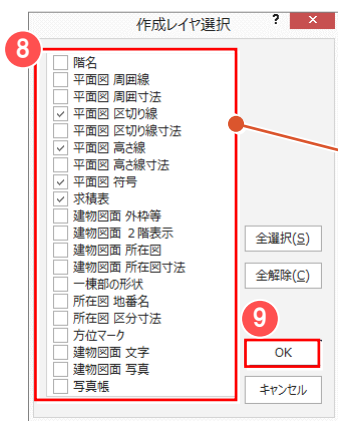 作成レイヤ選択
? ×
8
階名
平面図 周囲線
平面図 周囲寸法
平面図 区切り線
平面図 区切り線寸法
平面図 高さ線
平面図 高さ線寸法
平面図 符号
求積表
建物図面 外枠等
建物図面 2階表示
建物図面 所在図
建物図面 所在図寸法
一棟部の形状
所在図 地番名
所在図 区分寸法
方位マーク
建物図面 文字
建物図面 写真
写真帳
全選択(S)
全解除(C)
9
OK
キャンセル